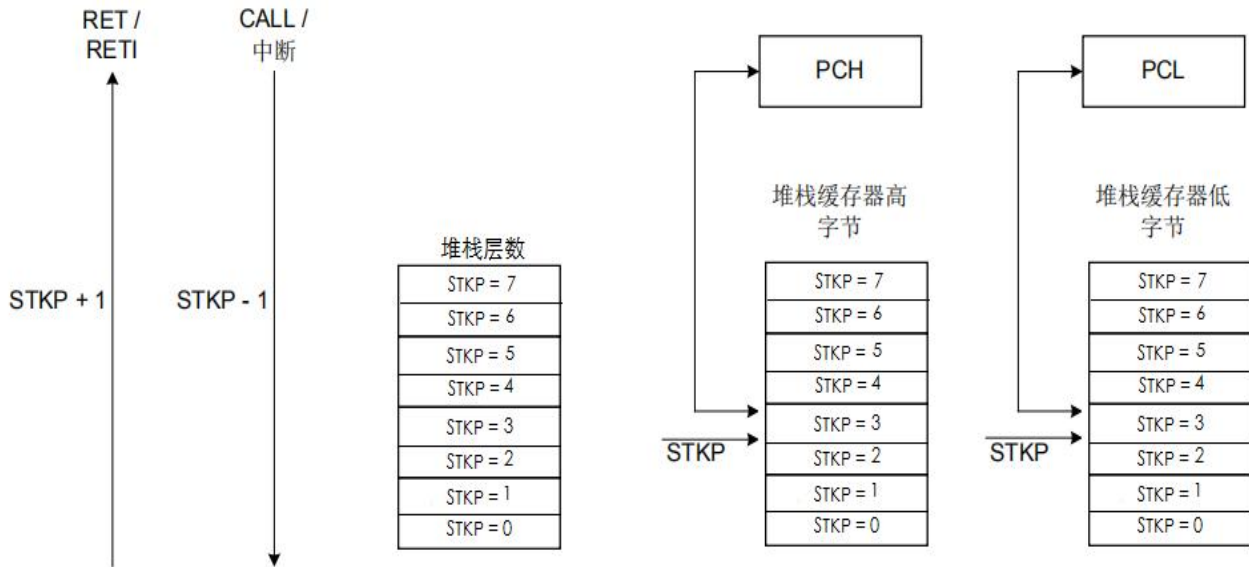 RET /
RETI
CALL /
中断
STKP + 1
STKP - 1
堆栈层数
STKP = 7
STKP = 6
STKP = 5
STKP = 4
STKP = 3
STKP = 2
STKP = 1
STKP = 0
PCH
堆栈缓存器高
字节
STKP = 7
STKP = 6
STKP = 5
STKP = 4
STKP = 3
STKP = 2
STKP = 1
STKP = 0
STKP
PCL
堆栈缓存器低
字节
STKP = 7
STKP = 6
STKP = 5
STKP = 4
STKP = 3
STKP = 2
STKP = 1
STKP = 0
STKP